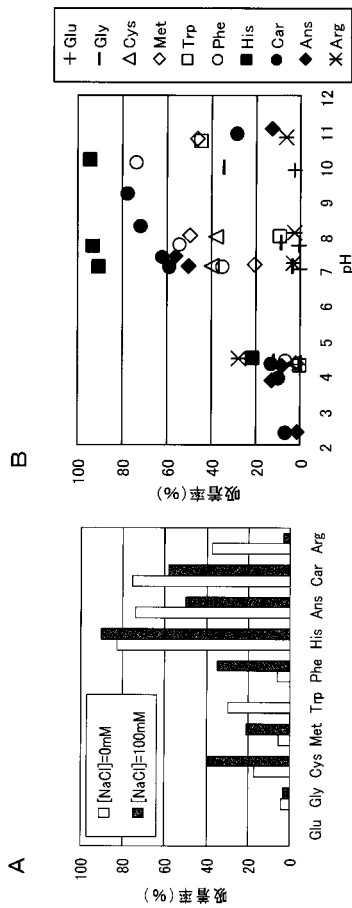 A
吸着率(%)
100
80
60
40
20
0
[NaCl]=0mM
[NaCl]=100mM
Glu Gly Cys Met Trp Phe His Ans Car Arg
B
吸着率(%)
100
80
60
40
20
0
2 3 4 5 6 7 8 9 10 11 12
pH
Glu
Gly
Cys
Met
Trp
Phe
His
Car
Ans
Arg